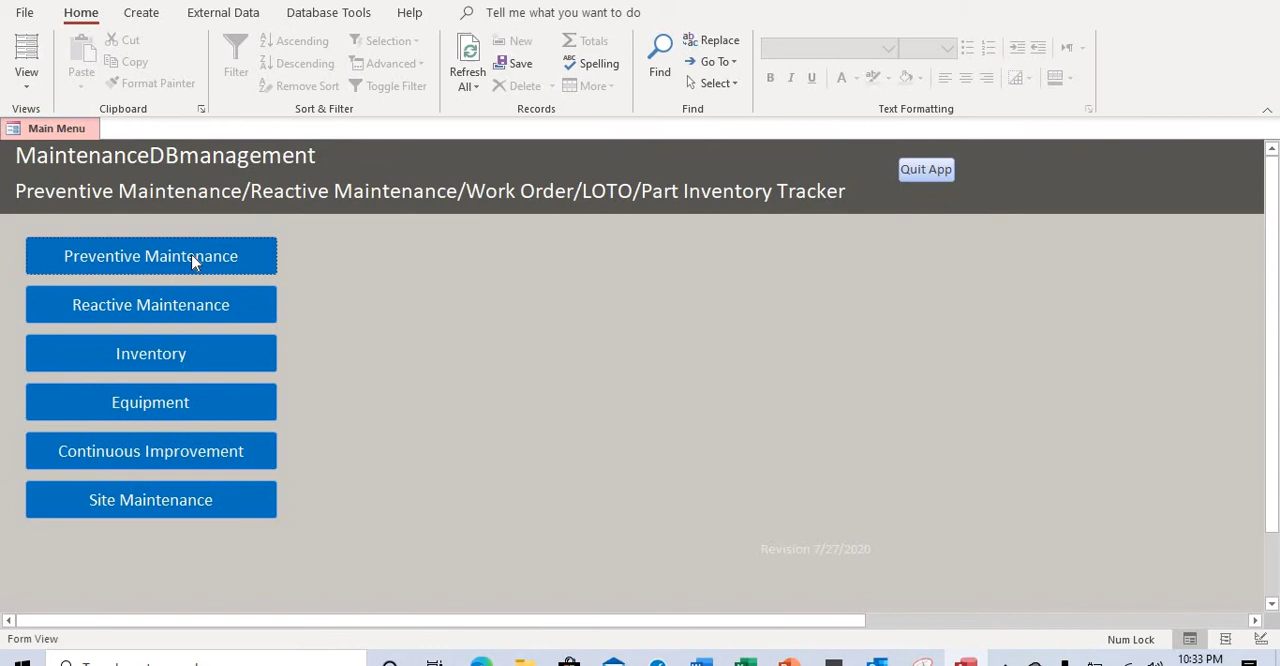 File Home Create External Data Database Tools Help Tell me what you want to do
View
Paste
Cut
Copy
Format Painter
Filter
Ascending
Descending
Remove Sort
Selection
Advanced
Toggle Filter
Refresh All
New
Save
Delete
Totals
Spelling
More
Find
Replace
Go To
Select
B I U A
Views Clipboard Sort & Filter Records Find Text Formatting
Main Menu
MaintenanceDBmanagement
Quit App
Preventive Maintenance/Reactive Maintenance/Work Order/LOTO/Part Inventory Tracker
Preventive Maintenance
Reactive Maintenance
Inventory
Equipment
Continuous Improvement
Site Maintenance
Revision 7/27/2020
Form View
Num Lock
10:33 PM